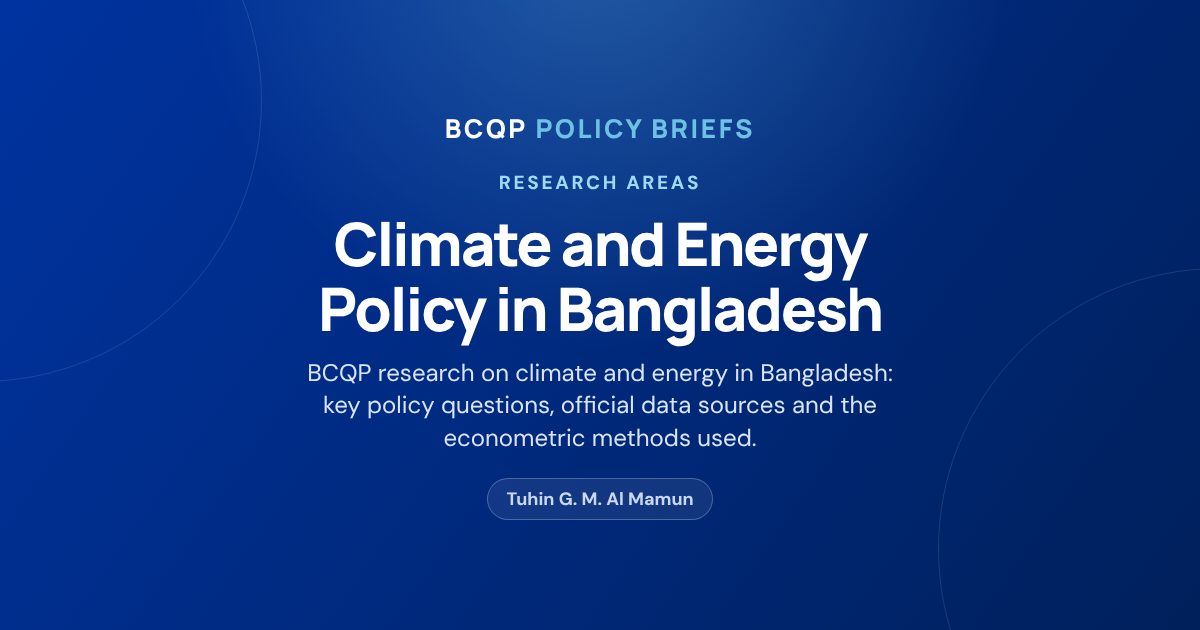 BCQP POLICY BRIEFS
RESEARCH AREAS
Climate and Energy
Policy in Bangladesh
BCQP research on climate and energy in Bangladesh:
key policy questions, official data sources and the
econometric methods used.
Tuhin G. M. Al Mamun